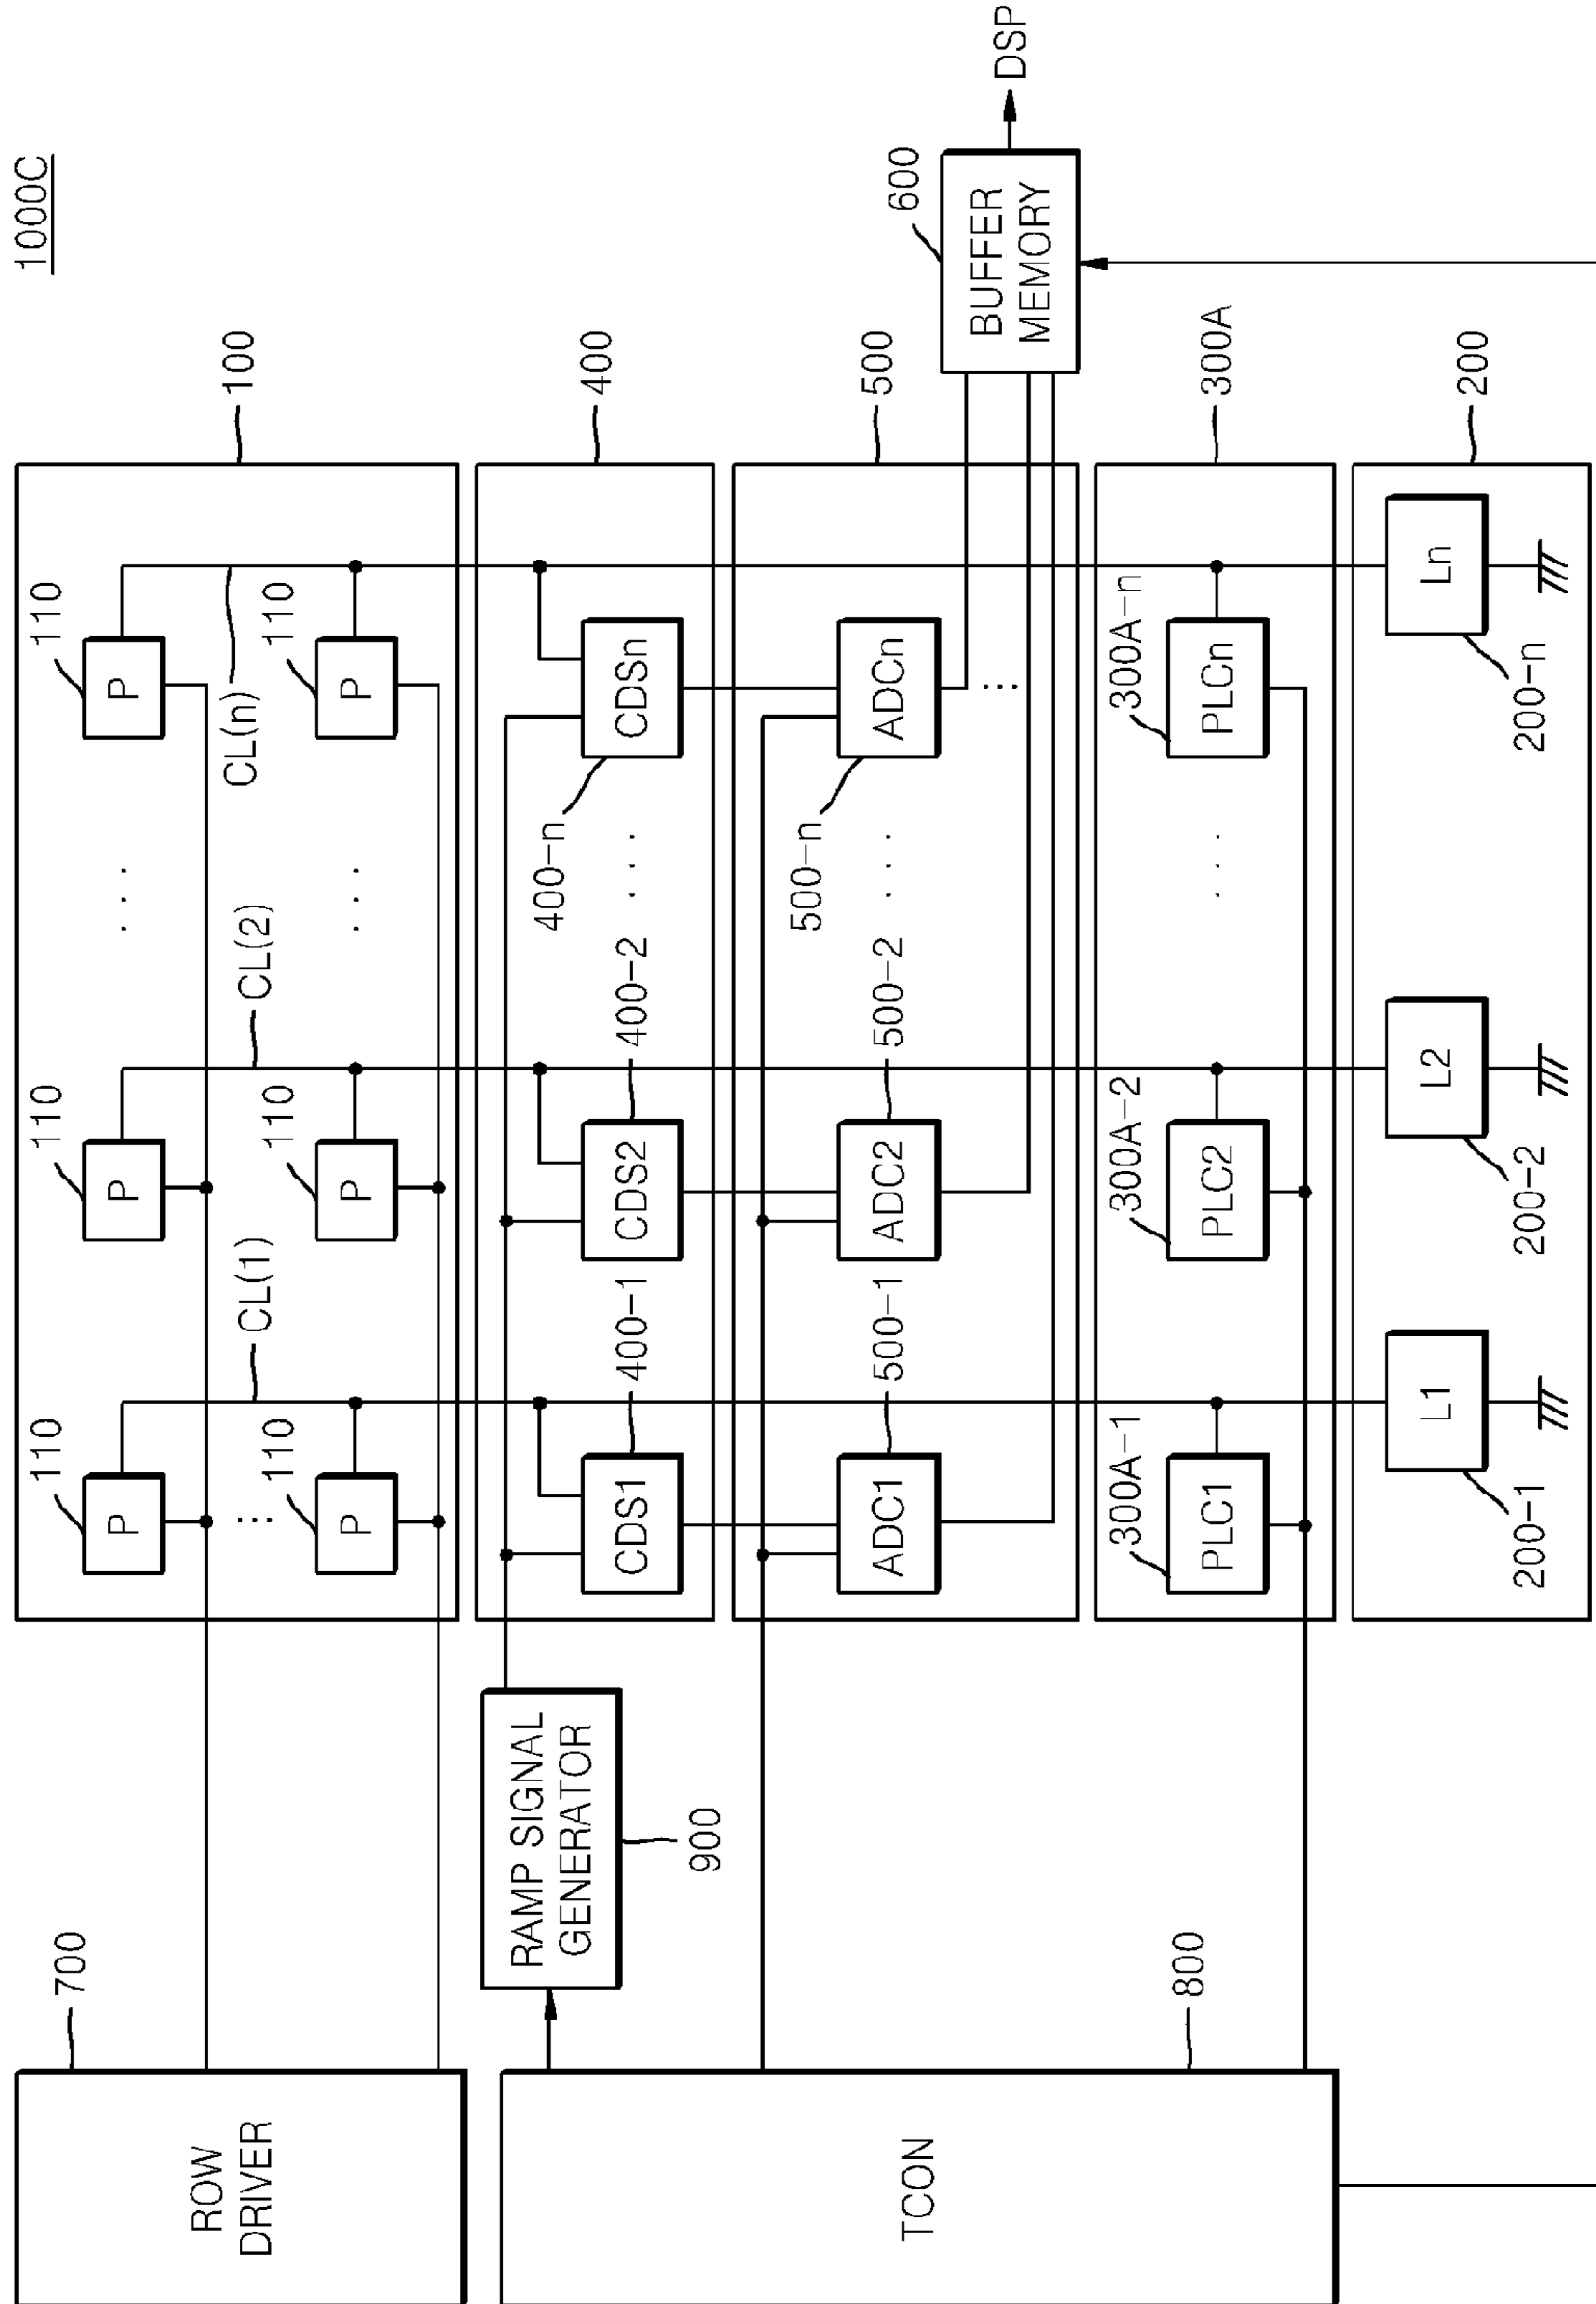 1000C
700
ROW
DRIVER
100
110
110
110
P
P
P
CL(1)
CL(2)
CL(n)
110
110
110
P
P
P
400
RAMP SIGNAL
GENERATOR
900
CDS1
400-1
CDS2
400-2
400-n
CDSn
500
ADC1
500-1
ADC2
500-2
500-n
ADCn
600
BUFFER
MEMORY
DSP
TCON
800
300A
300A-1
PLC1
300A-2
PLC2
300A-n
PLCn
200
L1
L2
Ln
200-1
200-2
200-n